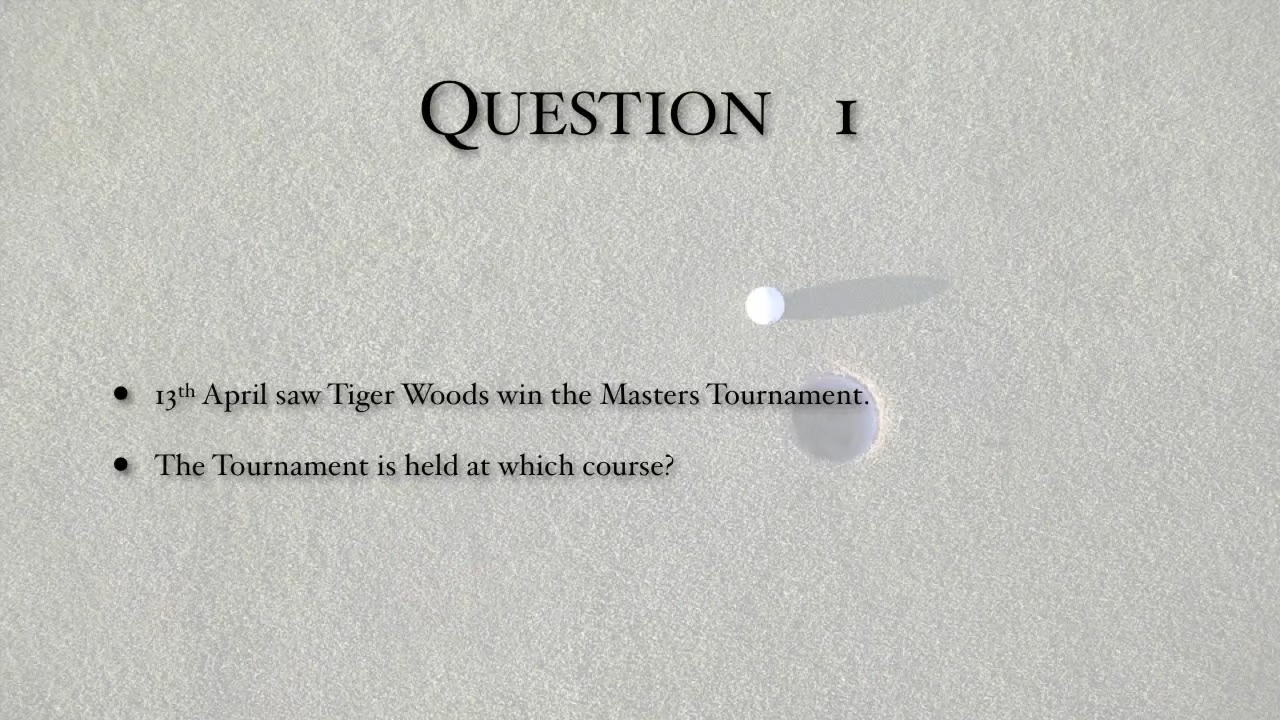 QUESTION 1
• 13th April saw Tiger Woods win the Masters Tournament.
• The Tournament is held at which course?